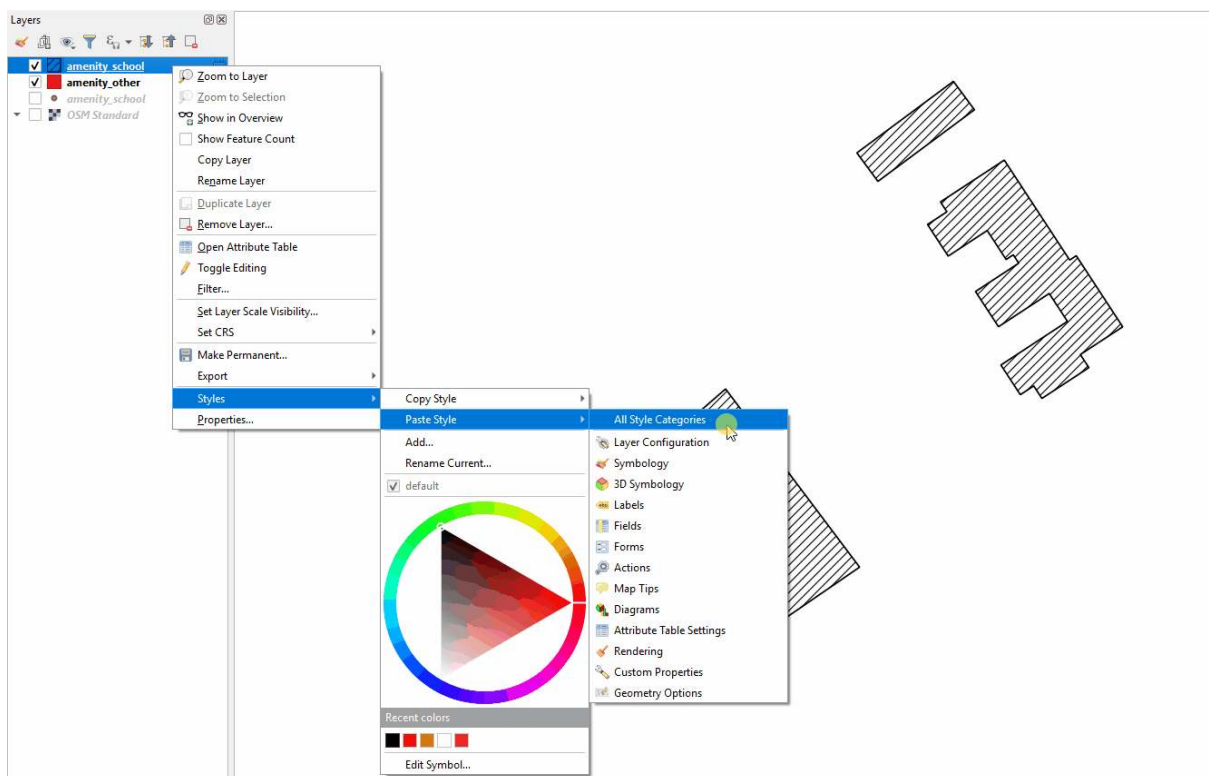 Layers
amenity_school
amenity_other
amenity_school
OSM Standard
Zoom to Layer
Zoom to Selection
Show in Overview
Show Feature Count
Copy Layer
Rename Layer
Duplicate Layer
Remove Layer...
Open Attribute Table
Toggle Editing
Filter...
Set Layer Scale Visibility...
Set CRS
Make Permanent...
Export
Styles
Properties...
Copy Style
Paste Style
Add...
Rename Current...
default
Recent colors
Edit Symbol...
All Style Categories
Layer Configuration
Symbology
3D Symbology
Labels
Fields
Forms
Actions
Map Tips
Diagrams
Attribute Table Settings
Rendering
Custom Properties
Geometry Options